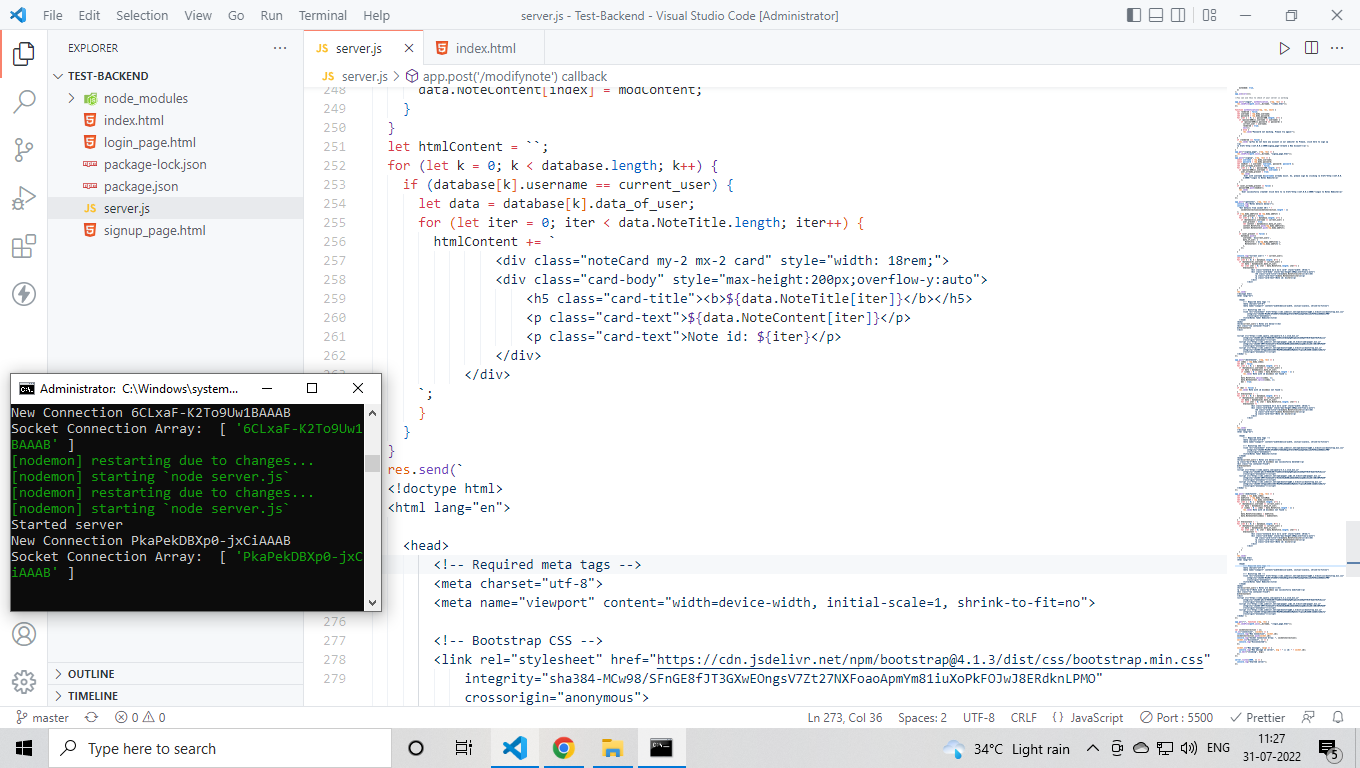 File Edit Selection View Go Run Terminal Help
server.js - Test-Backend - Visual Studio Code [Administrator]
EXPLORER
TEST-BACKEND
node_modules
index.html
login_page.html
package-lock.json
package.json
JS server.js
signup_page.html
OUTLINE
TIMELINE
JS server.js
index.html
JS server.js > app.post('/modifynote') callback
248 data.NoteContent[index] = modContent;
249 }
250 }
251 let htmlContent = ``;
252 for (let k = 0; k < database.length; k++) {
253 if (database[k].username == current_user) {
254 let data = database[k].data_of_user;
255 for (let iter = 0; iter < data.NoteTitle.length; iter++) {
256 htmlContent += `
257 <div class="noteCard my-2 mx-2 card" style="width: 18rem;">
258 <div class="card-body" style="max-height:200px;overflow-y:auto">
259 <h5 class="card-title"><b>${data.NoteTitle[iter]}</b></h5>
260 <p class="card-text">${data.NoteContent[iter]}</p>
261 <p class="card-text">Note id: ${iter}</p>
262 </div>
</div>
`;
}
}
}
res.send(`
<!doctype html>
<html lang="en">
<head>
<!-- Required meta tags -->
<meta charset="utf-8">
<meta name="viewport" content="width=device-width, initial-scale=1, shrink-to-fit=no">
276
277 <!-- Bootstrap CSS -->
278 <link rel="stylesheet" href="https://cdn.jsdelivr.net/npm/bootstrap@4.1.3/dist/css/bootstrap.min.css"
279 integrity="sha384-MCw98/SFnGE8fJT3GXwEOngsV7Zt27NXFoaoApmYm81iuXoPkFOJwJ8ERdknLPMO"
crossorigin="anonymous">
Administrator: C:\Windows\system...
New Connection 6CLxaF-K2To9Uw1BAAAB
Socket Connection Array: [ '6CLxaF-K2To9Uw1
BAAAB' ]
[nodemon] restarting due to changes...
[nodemon] starting `node server.js`
[nodemon] restarting due to changes...
[nodemon] starting `node server.js`
Started server
New Connection PkaPekDBXp0-jxCiAAAB
Socket Connection Array: [ 'PkaPekDBXp0-jxC
iAAAB' ]
master 0 0 Ln 273, Col 36 Spaces: 2 UTF-8 CRLF {} JavaScript Port : 5500 Prettier
Type here to search
34°C Light rain
ENG
11:27
31-07-2022
5